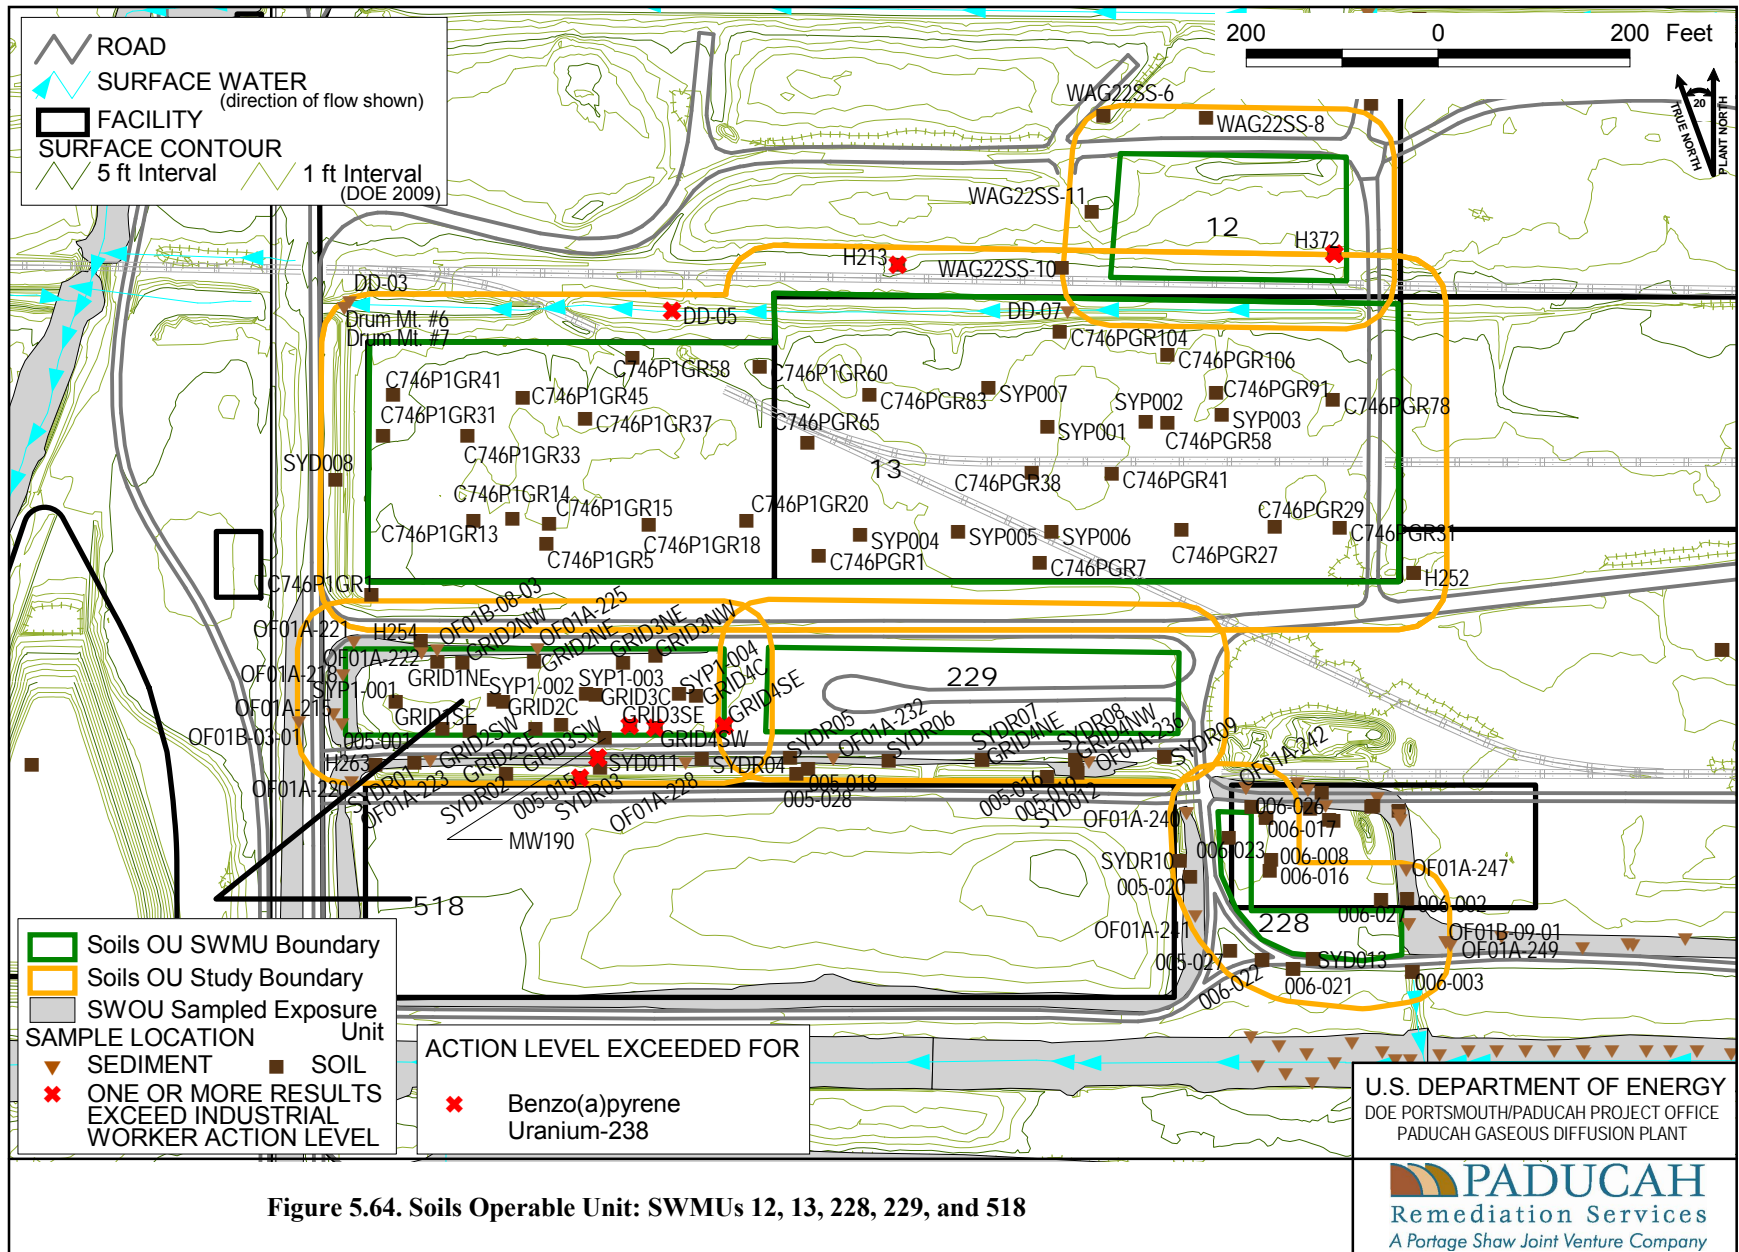 ROAD
SURFACE WATER
(direction of flow shown)
FACILITY
SURFACE CONTOUR
5 ft Interval
1 ft Interval
(DOE 2009)
200 0 200 Feet
TRUE NORTH
20
PLANT NORTH
WAG22SS-6
WAG22SS-8
WAG22SS-11
12
H372
H213
WAG22SS-10
DD-03
Drum Mt. #6
Drum Mt. #7
DD-05
DD-07
C746PGR104
C746P1GR58
C746PGR106
C746P1GR60
C746P1GR41
C746P1GR45
C746PGR83
SYP007
C746PGR91
C746PGR78
C746P1GR31
C746P1GR37
C746PGR65
SYP002
SYP003
SYP001
C746PGR58
C746P1GR33
SYD008
13
C746PGR38
C746PGR41
C746P1GR14
C746P1GR15
C746P1GR20
C746PGR29
C746P1GR13
C746P1GR18
SYP004
SYP005
SYP006
C746PGR31
C746P1GR5
C746PGR1
C746PGR7
C746PGR27
H252
C746P1GR1
OF01A-221
H254
OF01B-08-03
GRID2NW
OF01A-225
GRID2NE
GRID3NE
GRID3NW
OF01A-222
OF01A-218
GRID1NE
SYP1-001
SYP1-002
SYP1-003
SYP1-004
GRID4C
GRID3C
GRID4SE
229
OF01A-215
GRID1SE
GRID2C
GRID3SE
OF01B-03-01
005-001
GRID2SW
GRID2SE
GRID3SW
GRID4SW
SYDR05
OF01A-232
SYDR06
SYDR07
GRID4NE
SYDR08
GRID4NW
OF01A-236
SYDR09
H263
OF01A-220
SYDR01
OF01A-223
SYDR02
005-015
SYDR03
SYD011
OF01A-228
SYDR04
005-018
005-028
005-016
005-019
SYD012
OF01A-242
OF01A-240
006-026
006-017
MW190
006-023
006-008
006-016
SYDR10
005-020
OF01A-247
518
006-027
006-002
228
OF01A-241
OF01B-09-01
OF01A-249
005-027
SYD013
006-022
006-021
006-003
Soils OU SWMU Boundary
Soils OU Study Boundary
SWOU Sampled Exposure
Unit
SAMPLE LOCATION
SEDIMENT
SOIL
ONE OR MORE RESULTS
EXCEED INDUSTRIAL
WORKER ACTION LEVEL
ACTION LEVEL EXCEEDED FOR
Benzo(a)pyrene
Uranium-238
U.S. DEPARTMENT OF ENERGY
DOE PORTSMOUTH/PADUCAH PROJECT OFFICE
PADUCAH GASEOUS DIFFUSION PLANT
PADUCAH
Remediation Services
A Portage Shaw Joint Venture Company
Figure 5.64. Soils Operable Unit: SWMUs 12, 13, 228, 229, and 518
C746PGR27